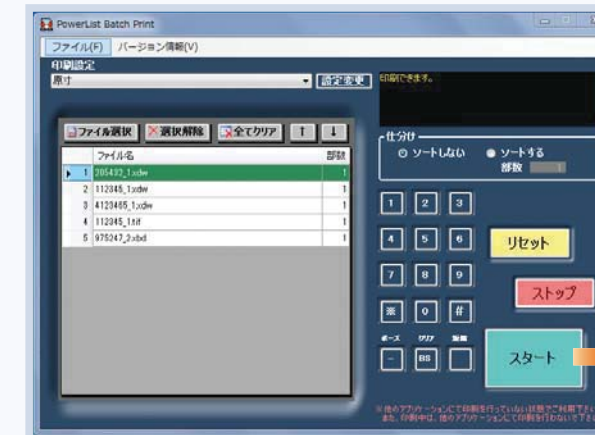 PowerList Batch Print
ファイル(F) バージョン情報(V)
印刷設定
原寸
設定変更
印刷できます。
ファイル選択 選択解除 全てクリア ↑ ↓
仕分け
ソートしない ソートする
部数 1
ファイル名 部数
1 205432_1.xdw 1
2 112345_1.xdw 1
3 4123465_1.xdw 1
4 112345_1.tif 1
5 975247_2.xbd 1
1 2 3
4 5 6
リセット
7 8 9
ストップ
※ 0 #
ポーズ クリア
- BS
スタート
※他のアプリケーションにて印刷を行っていない状態でご利用下さい
また、印刷中は、他のアプリケーションにて印刷を行わないで下さ